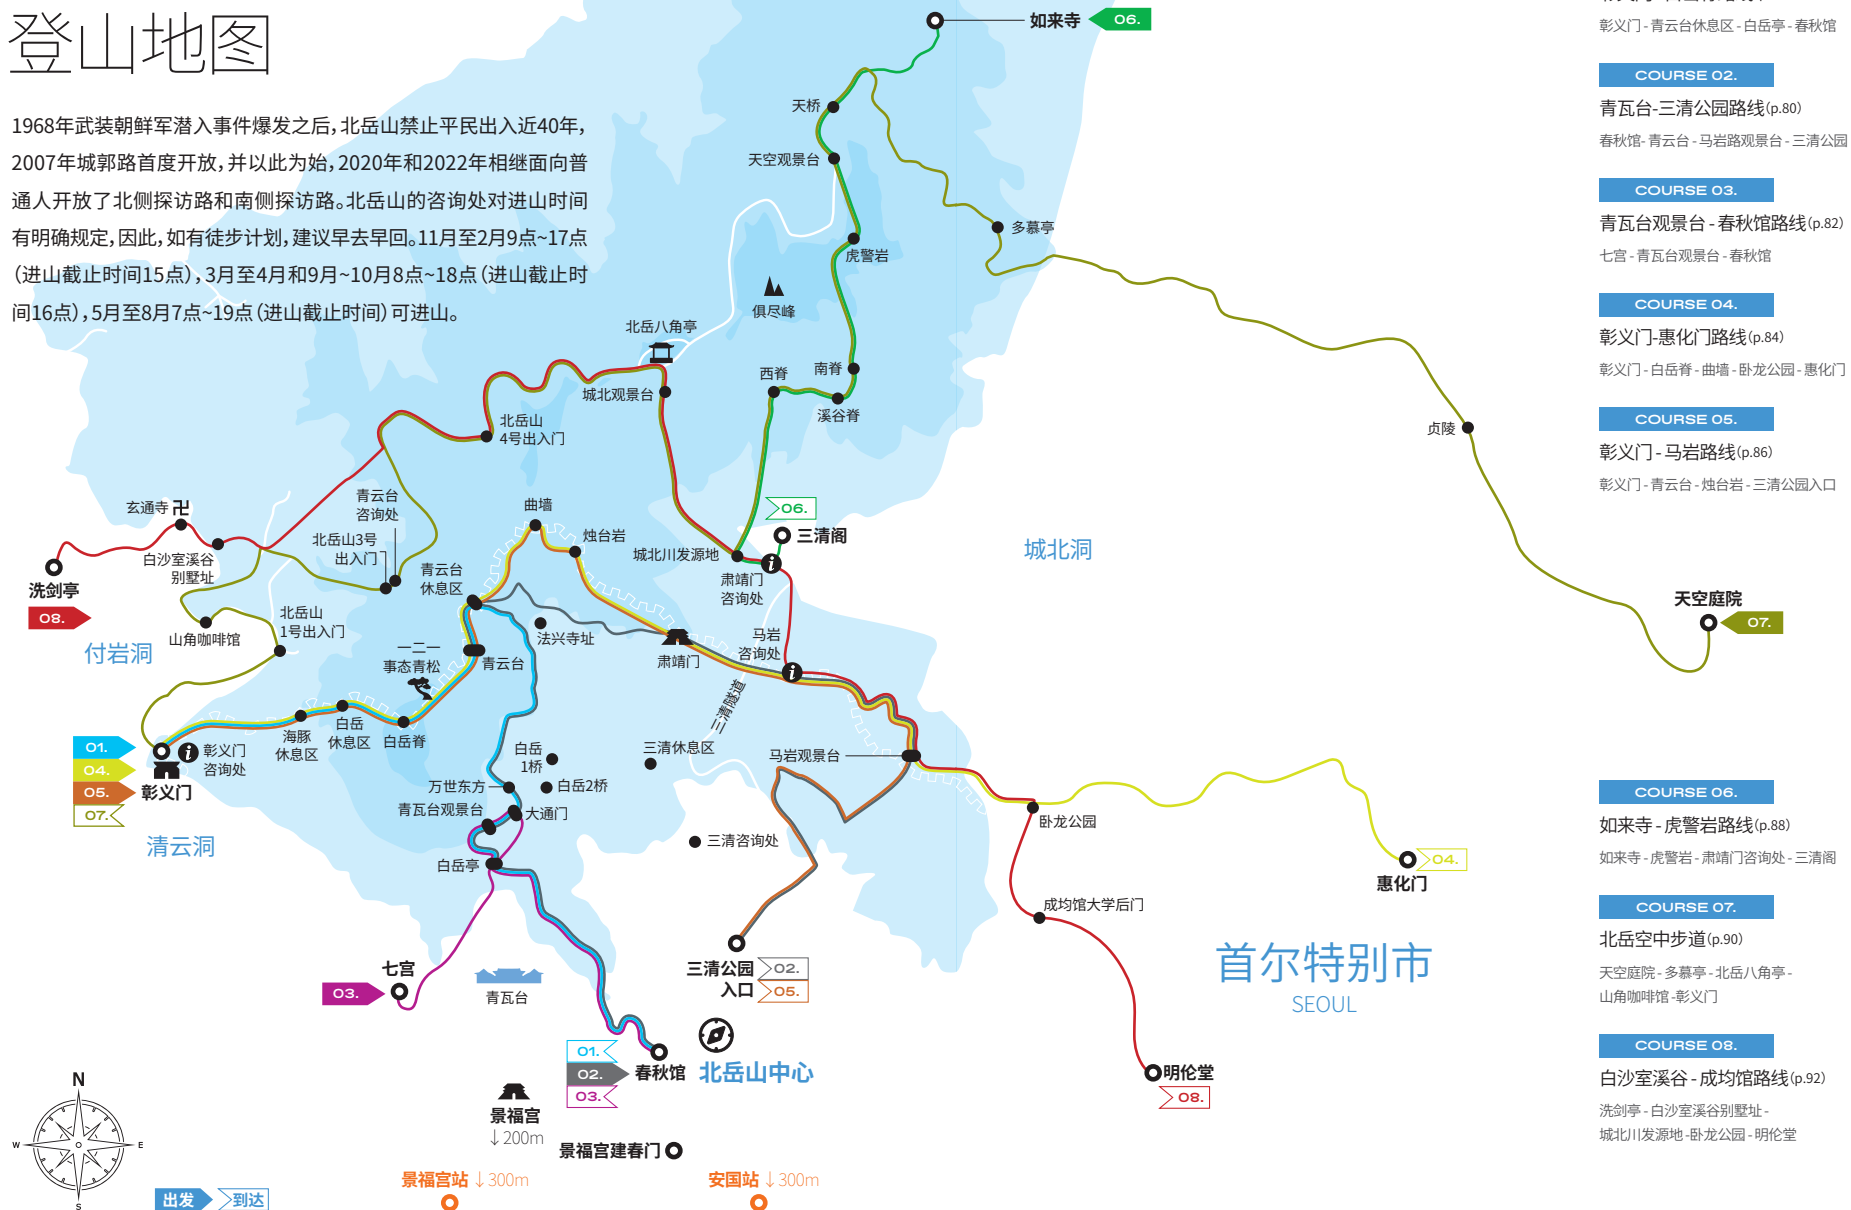 登山地图
1968年武装朝鲜军潜入事件爆发之后，北岳山禁止平民出入近40年，
2007年城郭路首度开放，并以此为始，2020年和2022年相继面向普
通人开放了北侧探访路和南侧探访路。北岳山的咨询处对进山时间
有明确规定，因此，如有徒步计划，建议早去早回。11月至2月9点~17点
（进山截止时间15点），3月至4月和9月~10月8点~18点（进山截止时
间16点），5月至8月7点~19点（进山截止时间）可进山。
如来寺
06.
天桥
天空观景台
多慕亭
虎警岩
俱尽峰
北岳八角亭
城北观景台
西脊
南脊
溪谷脊
北岳山
4号出入门
贞陵
玄通寺
卍
青云台
咨询处
北岳山3号
出入门
白沙室溪谷
别墅址
洗剑亭
08.
付岩洞
山角咖啡馆
北岳山
1号出入门
曲墙
烛台岩
青云台
休息区
城北川发源地
06.
三清阁
肃靖门
咨询处
城北洞
天空庭院
07.
法兴寺址
肃靖门
马岩
咨询处
一二一
事态青松
青云台
三清隧道
01.
04.
05.
07.
彰义门
咨询处
彰义门
海豚
休息区
白岳
休息区
白岳脊
清云洞
白岳
1桥
白岳2桥
三清休息区
马岩观景台
万世东方
青瓦台观景台
大通门
白岳亭
三清咨询处
卧龙公园
惠化门
04.
成均馆大学后门
七宫
03.
青瓦台
三清公园
入口
02.
05.
首尔特别市
SEOUL
01.
02.
03.
春秋馆
北岳山中心
明伦堂
08.
景福宫
↓200m
景福宫建春门
景福宫站 ↓300m
安国站 ↓300m
N
W
E
S
出发
到达
彰义门 - 青云台休息区 - 白岳亭 - 春秋馆
COURSE 02.
青瓦台-三清公园路线(p.80)
春秋馆- 青云台 - 马岩路观景台 - 三清公园
COURSE 03.
青瓦台观景台 - 春秋馆路线(p.82)
七宫 - 青瓦台观景台 - 春秋馆
COURSE 04.
彰义门-惠化门路线(p.84)
彰义门 - 白岳脊 - 曲墙 - 卧龙公园 - 惠化门
COURSE 05.
彰义门 - 马岩路线(p.86)
彰义门 - 青云台 - 烛台岩 - 三清公园入口
COURSE 06.
如来寺 - 虎警岩路线(p.88)
如来寺 - 虎警岩 - 肃靖门咨询处 - 三清阁
COURSE 07.
北岳空中步道(p.90)
天空庭院 - 多慕亭 - 北岳八角亭 -
山角咖啡馆 -彰义门
COURSE 08.
白沙室溪谷 - 成均馆路线(p.92)
洗剑亭 - 白沙室溪谷别墅址 -
城北川发源地 -卧龙公园 - 明伦堂